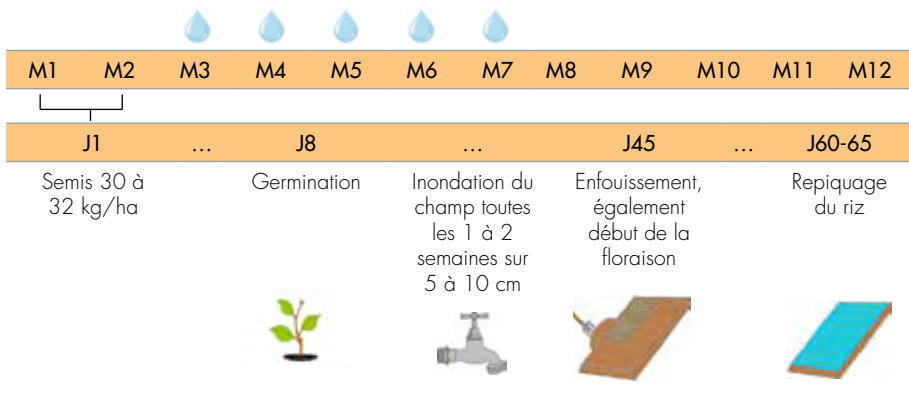 M1 M2 M3 M4 M5 M6 M7 M8 M9 M10 M11 M12
J1 ... J8 ... J45 ... J60-65
Semis 30 à
32 kg/ha
Germination
Inondation du
champ toutes
les 1 à 2
semaines sur
5 à 10 cm
Enfouissement,
également
début de la
floraison
Repiquage
du riz